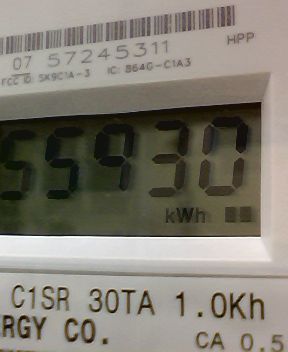 07 57245311
HPP
FCC ID: SK9C1A-3 IC: 864G-C1A3
55930
kWh
C1SR 30TA 1.0Kh
RGY CO.
CA 0.5